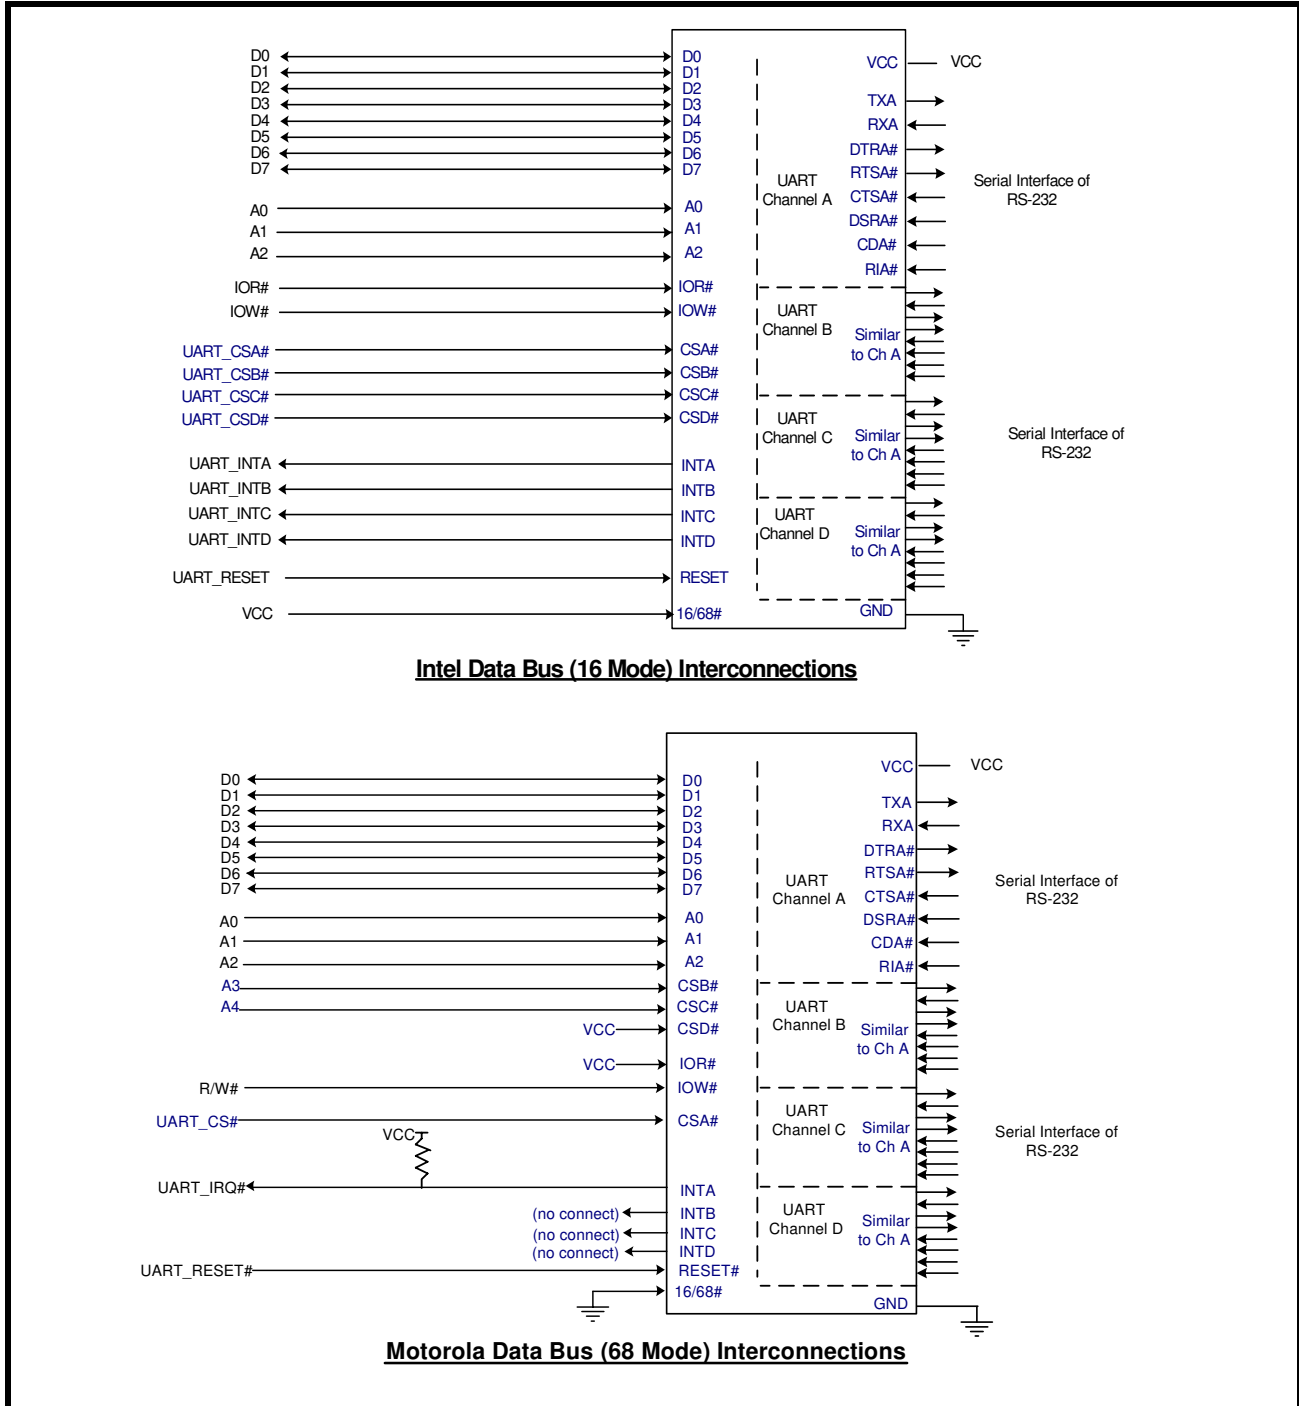 D0 D0 VCC VCC
D1 D1
D2 D2
D3 D3 TXA
D4 D4 RXA
D5 D5
D6 D6 DTRA#
D7 D7 RTSA#
UART
Channel A
Serial Interface of
RS-232
CTSA#
A0 A0
DSRA#
A1 A1
CDA#
A2 A2
RIA#
IOR# IOR#
IOW# IOW#
UART
Channel B
Similar
to Ch A
UART_CSA# CSA#
UART_CSB# CSB#
UART_CSC# CSC#
UART_CSD# CSD#
UART
Channel C
Similar
to Ch A
Serial Interface of
RS-232
UART_INTA INTA
UART_INTB INTB
UART_INTC INTC
UART_INTD INTD
UART
Channel D
Similar
to Ch A
UART_RESET RESET
VCC 16/68# GND
Intel Data Bus (16 Mode) Interconnections
VCC VCC
D0 D0
D1 D1
D2 D2 TXA
D3 D3 RXA
D4 D4
D5 D5 DTRA#
D6 D6 RTSA#
D7 D7
UART
Channel A
Serial Interface of
RS-232
CTSA#
A0 A0 DSRA#
A1 A1 CDA#
A2 A2 RIA#
A3 CSB#
A4 CSC#
VCC CSD#
UART
Channel B
Similar
to Ch A
VCC IOR#
R/W# IOW#
UART_CS# CSA#
UART
Channel C
Similar
to Ch A
Serial Interface of
RS-232
VCC
UART_IRQ# INTA
(no connect) INTB
(no connect) INTC
(no connect) INTD
UART
Channel D
Similar
to Ch A
UART_RESET# RESET#
16/68#
GND
Motorola Data Bus (68 Mode) Interconnections